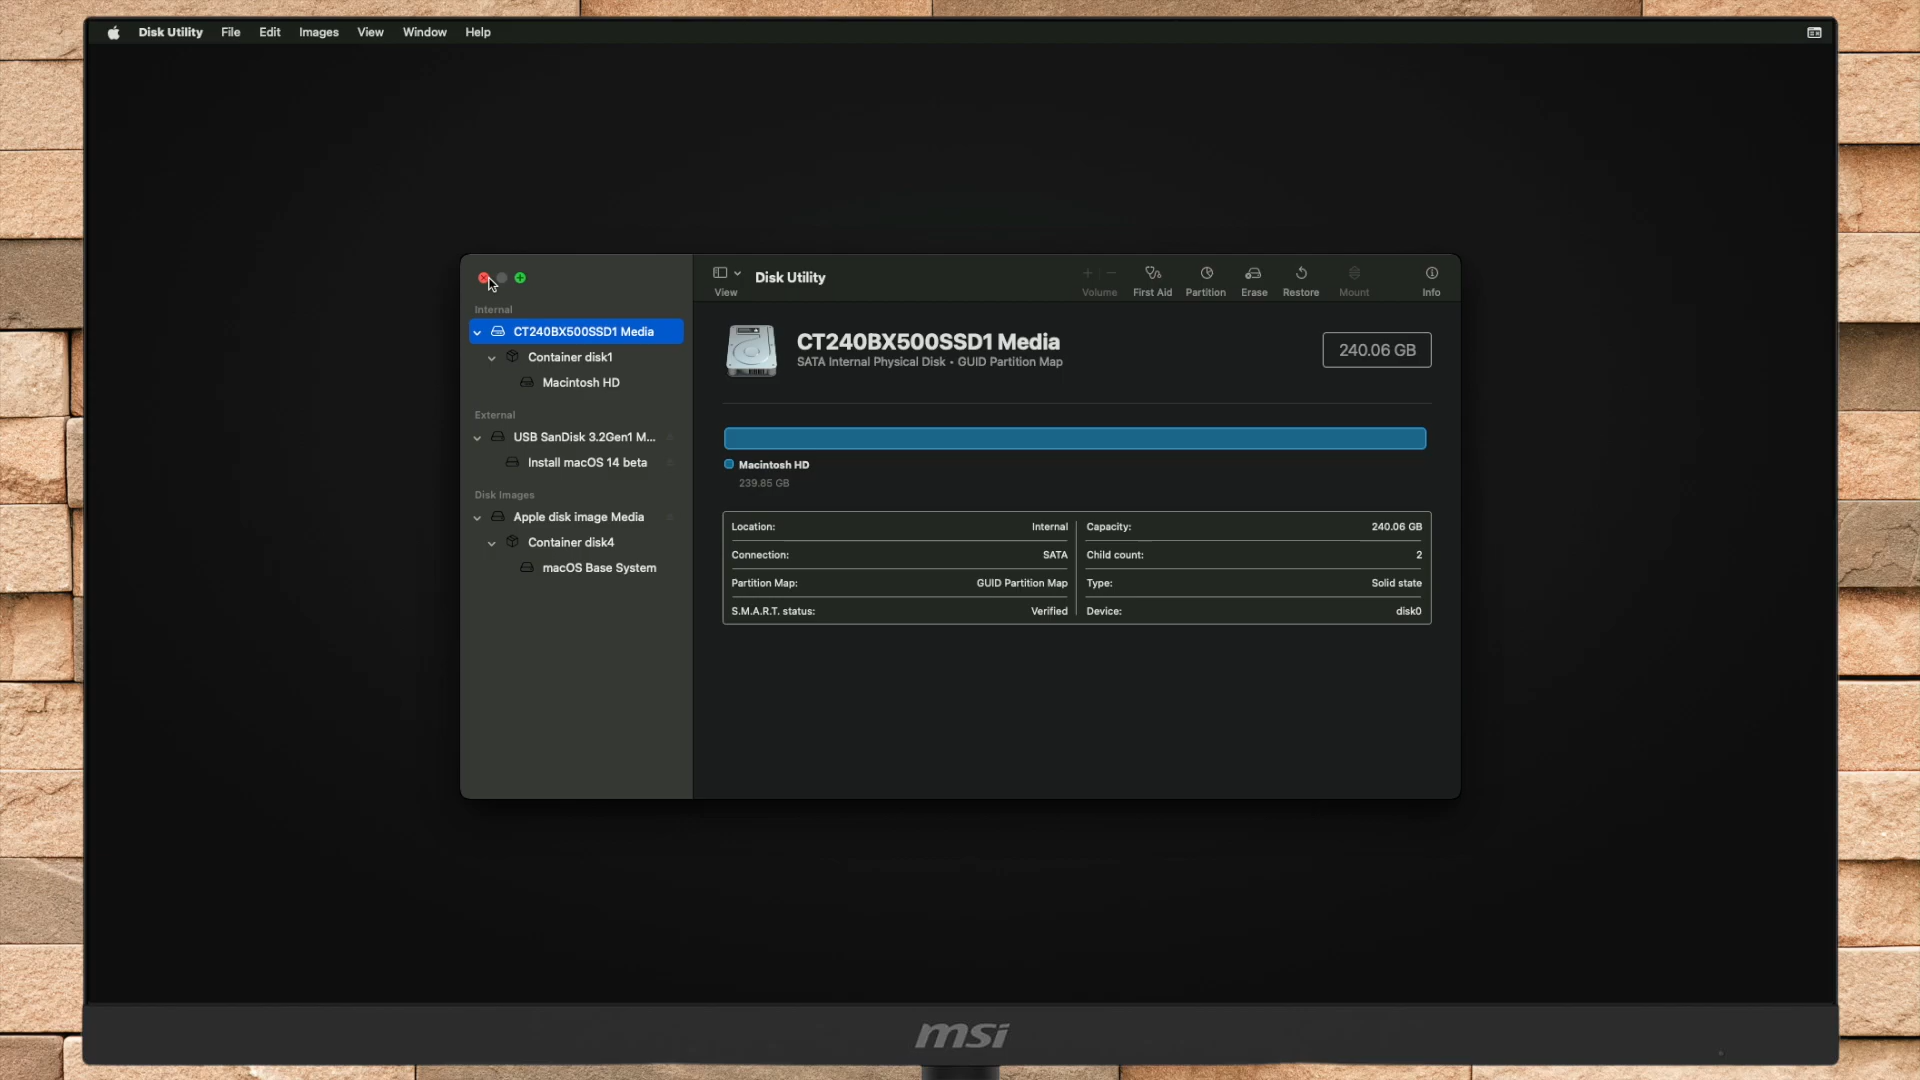 Disk Utility File Edit Images View Window Help
Disk Utility
View
Volume First Aid Partition Erase Restore Mount Info
Internal
CT240BX500SSD1 Media
Container disk1
Macintosh HD
External
USB SanDisk 3.2Gen1 M...
Install macOS 14 beta
Disk Images
Apple disk image Media
Container disk4
macOS Base System
CT240BX500SSD1 Media
SATA Internal Physical Disk • GUID Partition Map
240.06 GB
Macintosh HD
239.85 GB
Location: Internal
Connection: SATA
Partition Map: GUID Partition Map
S.M.A.R.T. status: Verified
Capacity: 240.06 GB
Child count: 2
Type: Solid state
Device: disk0
msi